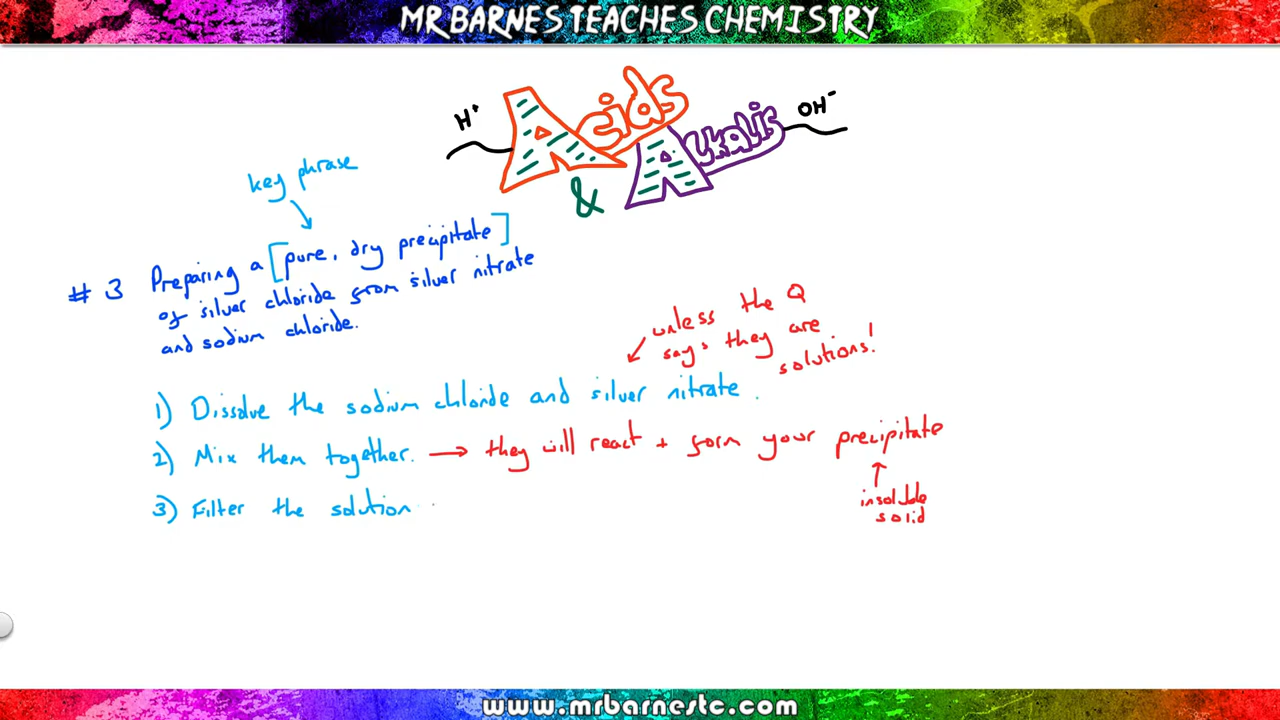 MR BARNES TEACHES CHEMISTRY
H+
Acids
&
Alkalis
OH-
key phrase
# 3 Preparing a [pure, dry precipitate]
of silver chloride from silver nitrate
and sodium chloride.
unless the Q
says they are
solutions!
1) Dissolve the sodium chloride and silver nitrate.
2) Mix them together. → they will react + form your precipitate
insoluble
solid
3) Filter the solution
www.mrbarnestc.com